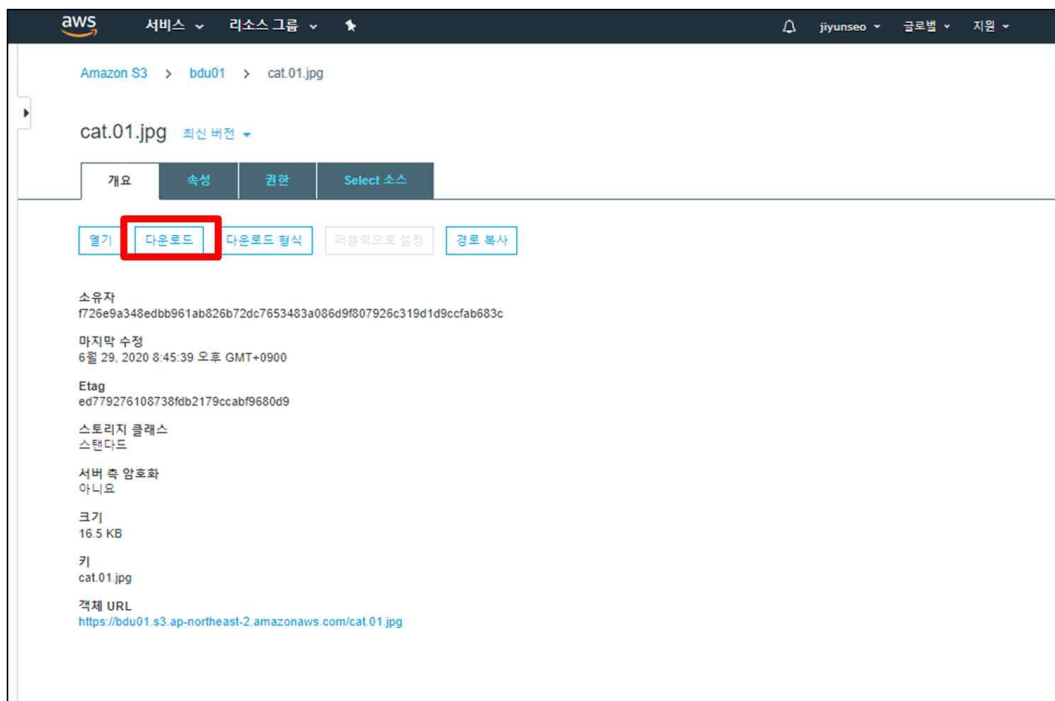 aws 서비스 리소스 그룹 jiyunseo 글로벌 지원
Amazon S3 > bdu01 > cat.01.jpg
cat.01.jpg 최신 버전
개요 속성 권한 Select 소스
열기 다운로드 다운로드 형식 퍼블릭으로 설정 경로 복사
소유자
f726e9a348edbb961ab826b72dc7653483a086d9f807926c319d1d9ccfab683c
마지막 수정
6월 29, 2020 8:45:39 오후 GMT+0900
Etag
ed779276108738fdb2179ccabf9680d9
스토리지 클래스
스탠다드
서버 측 암호화
아니요
크기
16.5 KB
키
cat.01.jpg
객체 URL
https://bdu01.s3.ap-northeast-2.amazonaws.com/cat.01.jpg